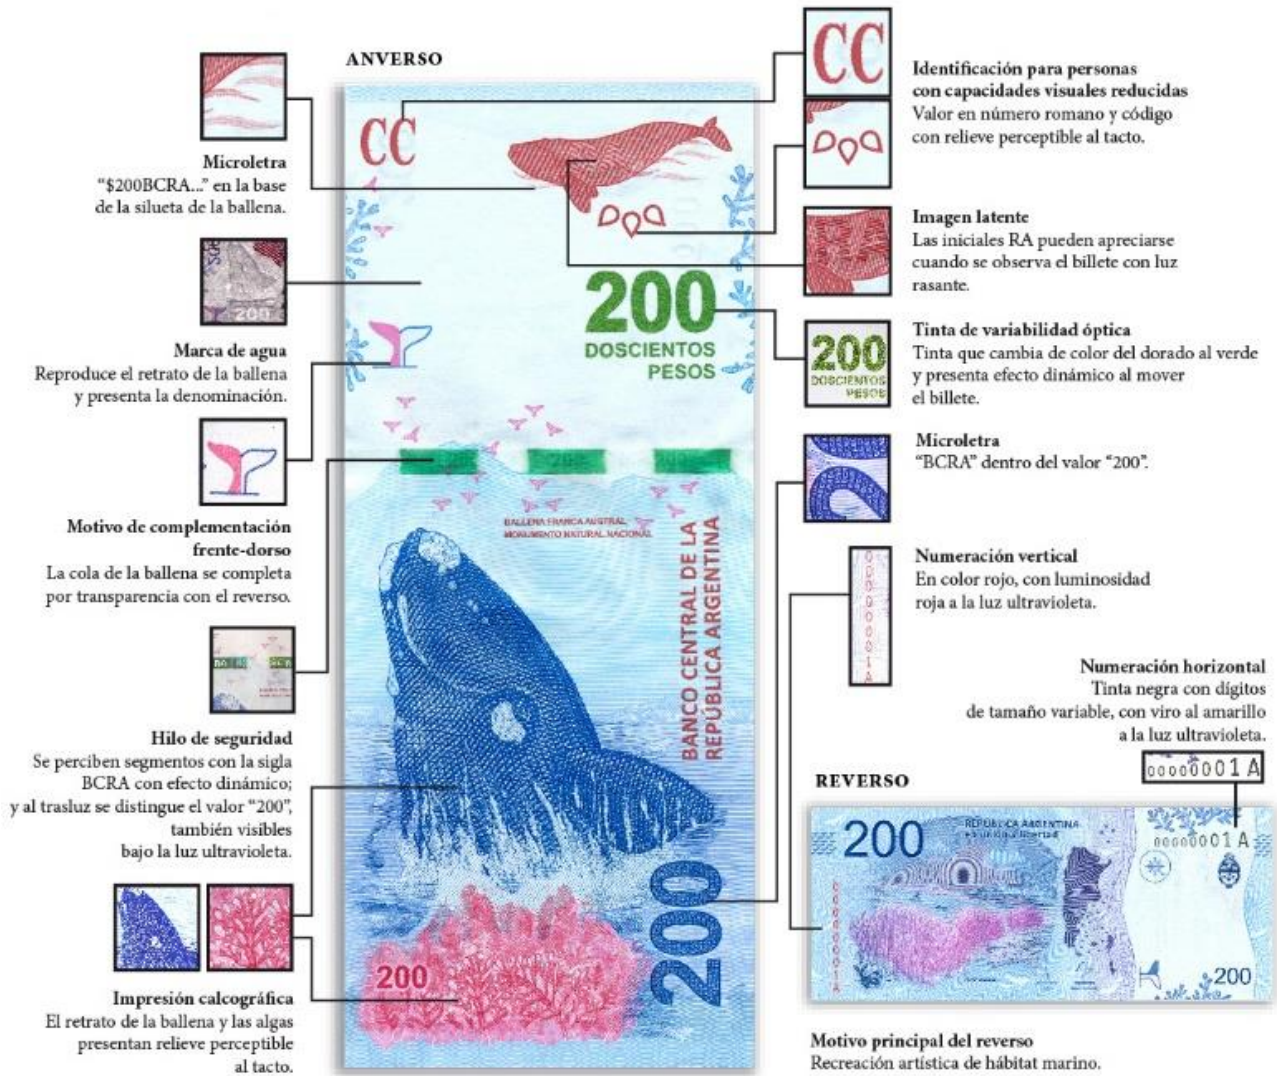 ANVERSO
Microletra
“$200BCRA...” en la base
de la silueta de la ballena.
Marca de agua
Reproduce el retrato de la ballena
y presenta la denominación.
Motivo de complementación
frente-dorso
La cola de la ballena se completa
por transparencia con el reverso.
Hilo de seguridad
Se perciben segmentos con la sigla
BCRA con efecto dinámico;
y al trasluz se distingue el valor “200”,
también visibles
bajo la luz ultravioleta.
Impresión calcográfica
El retrato de la ballena y las algas
presentan relieve perceptible
al tacto.
200
CC
200
DOSCIENTOS
PESOS
BALLENA FRANCA AUSTRAL
MONUMENTO NATURAL NACIONAL
BANCO CENTRAL DE LA
REPÚBLICA ARGENTINA
200
200
CC
Identificación para personas
con capacidades visuales reducidas
Valor en número romano y código
con relieve perceptible al tacto.
Imagen latente
Las iniciales RA pueden apreciarse
cuando se observa el billete con luz
rasante.
200
DOSCIENTOS
PESOS
Tinta de variabilidad óptica
Tinta que cambia de color del dorado al verde
y presenta efecto dinámico al mover
el billete.
Microletra
“BCRA” dentro del valor “200”.
00000001A
Numeración vertical
En color rojo, con luminosidad
roja a la luz ultravioleta.
Numeración horizontal
Tinta negra con dígitos
de tamaño variable, con viro al amarillo
a la luz ultravioleta.
00000001 A
REVERSO
200
REPÚBLICA ARGENTINA
En unión y libertad
00000001 A
00000001A
200
Motivo principal del reverso
Recreación artística de hábitat marino.